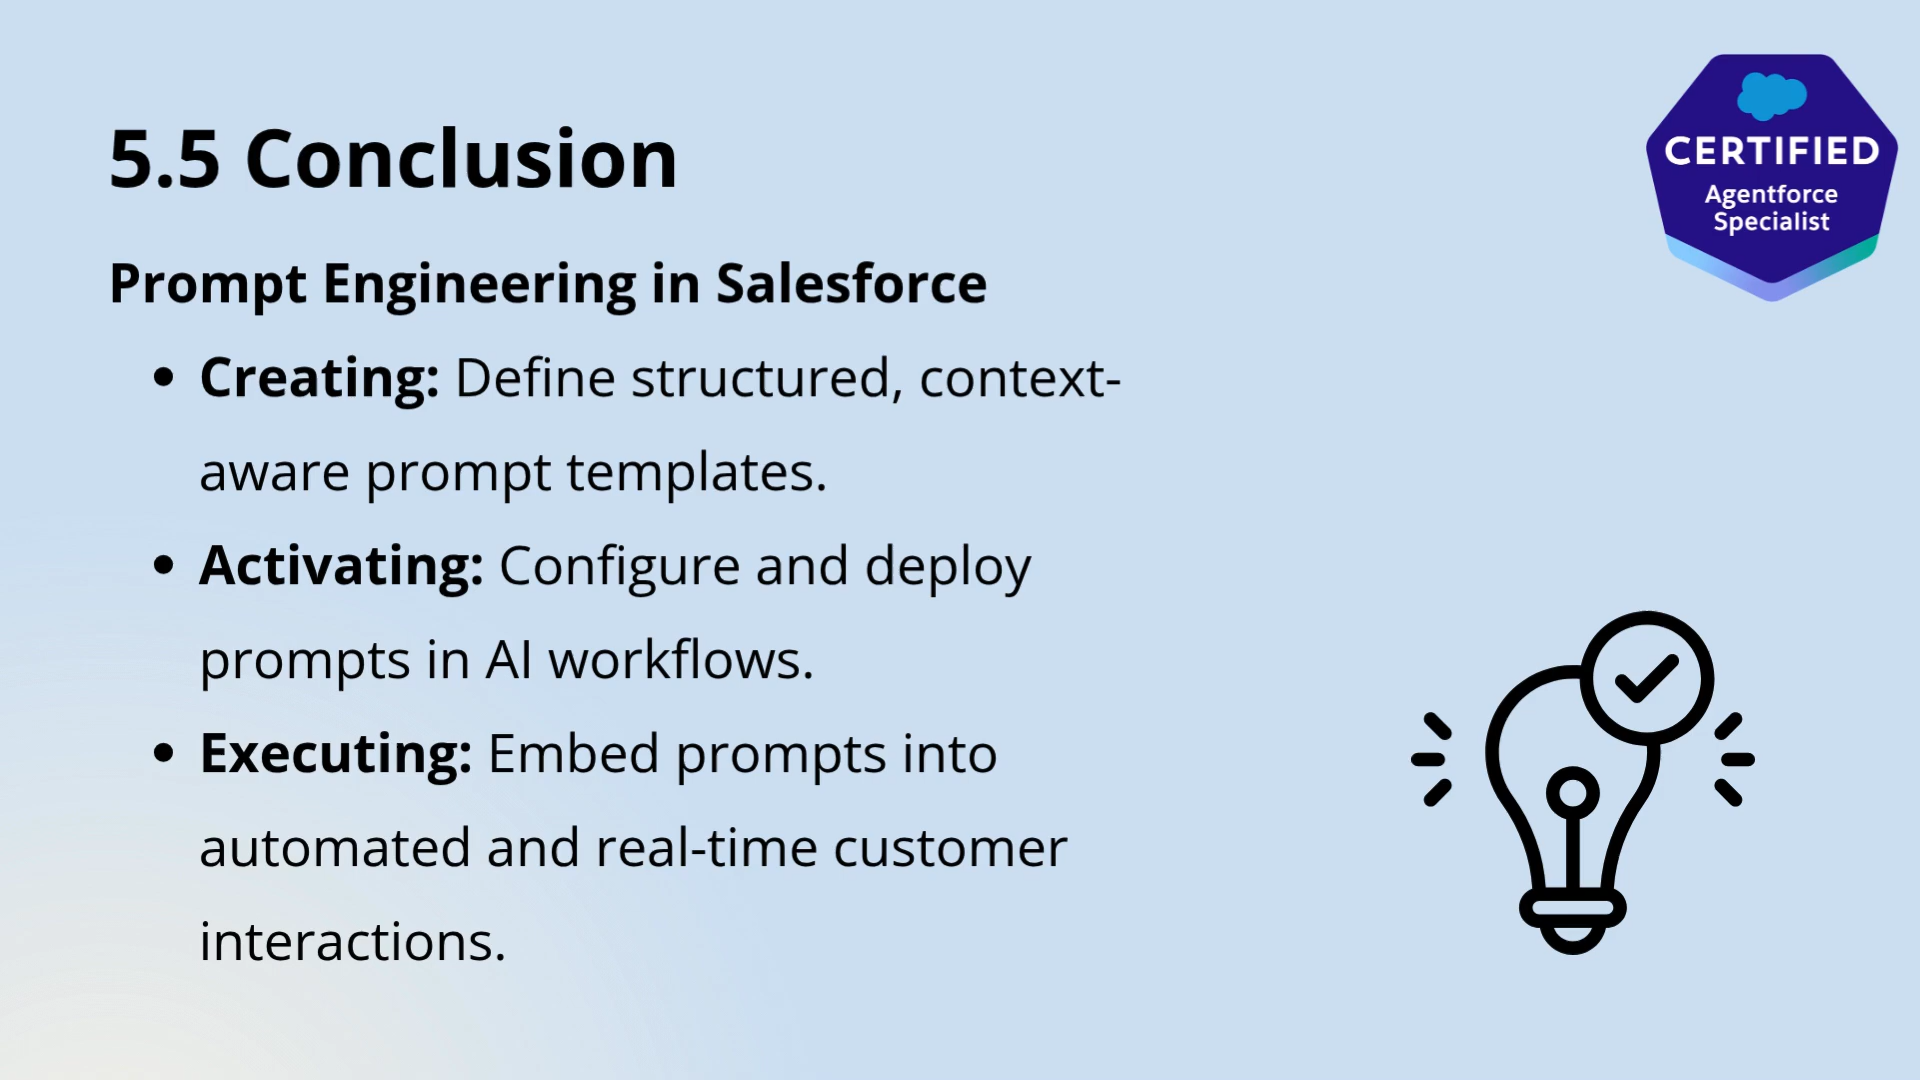 5.5 Conclusion
CERTIFIED
Agentforce
Specialist
Prompt Engineering in Salesforce
• Creating: Define structured, context-
aware prompt templates.
• Activating: Configure and deploy
prompts in AI workflows.
• Executing: Embed prompts into
automated and real-time customer
interactions.